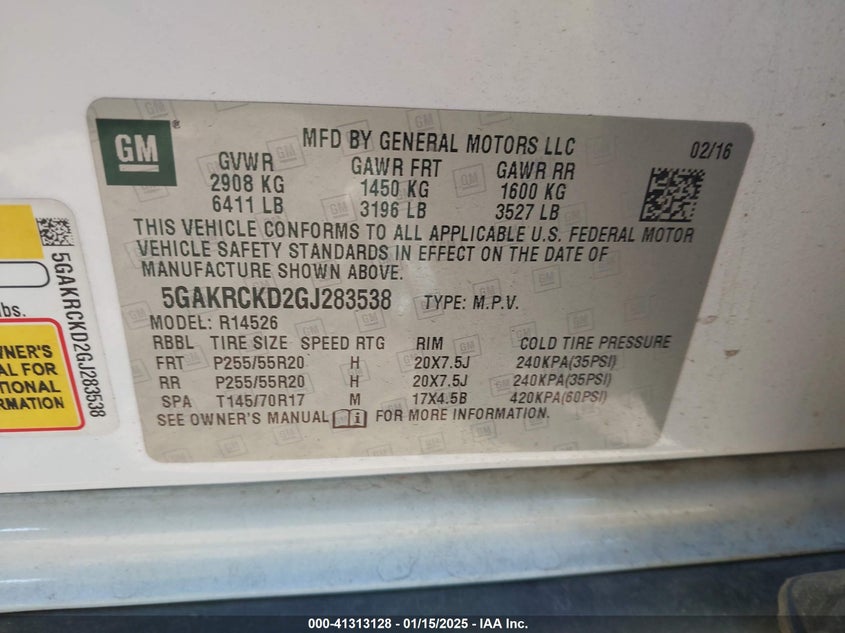 GM®
MFD BY GENERAL MOTORS LLC
02/16
GVWR GAWR FRT GAWR RR
2908 KG 1450 KG 1600 KG
6411 LB 3196 LB 3527 LB
THIS VEHICLE CONFORMS TO ALL APPLICABLE U.S. FEDERAL MOTOR
VEHICLE SAFETY STANDARDS IN EFFECT ON THE DATE OF
MANUFACTURE SHOWN ABOVE.
5GAKRCKD2GJ283538 TYPE: M.P.V.
MODEL: R14526
RBBL TIRE SIZE SPEED RTG RIM COLD TIRE PRESSURE
FRT P255/55R20 H 20X7.5J 240KPA(35PSI)
RR P255/55R20 H 20X7.5J 240KPA(35PSI)
SPA T145/70R17 M 17X4.5B 420KPA(60PSI)
SEE OWNER'S MANUAL FOR MORE INFORMATION.
5GAKRCKD2GJ283538
lbs.
WNER'S
AL FOR
TIONAL
RMATION
000-41313128 - 01/15/2025 - IAA Inc.